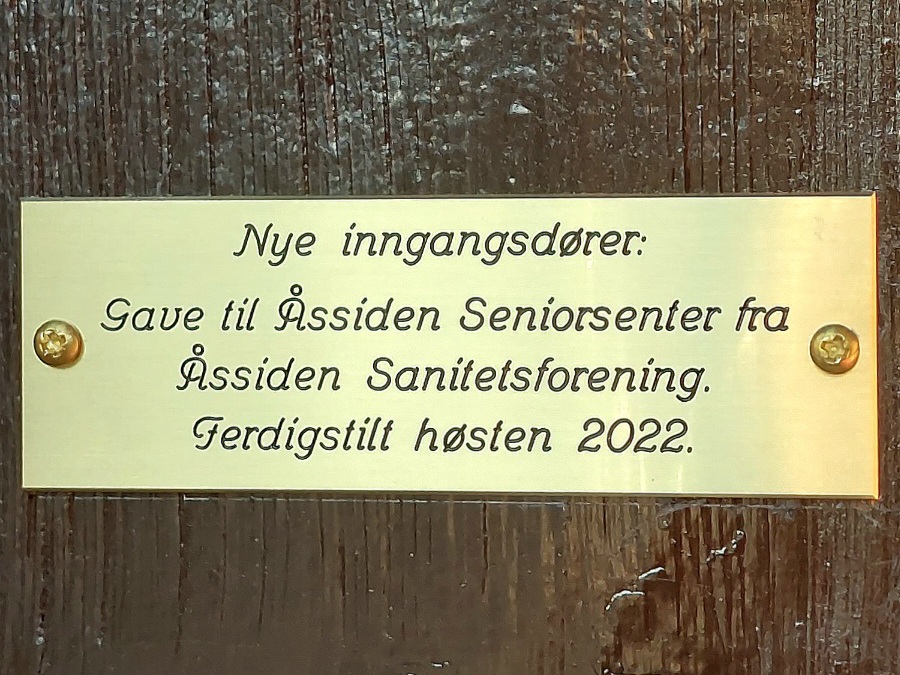 Nye inngangsdører:
Gave til Åssiden Seniorsenter fra
Åssiden Sanitetsforening.
Ferdigstilt høsten 2022.